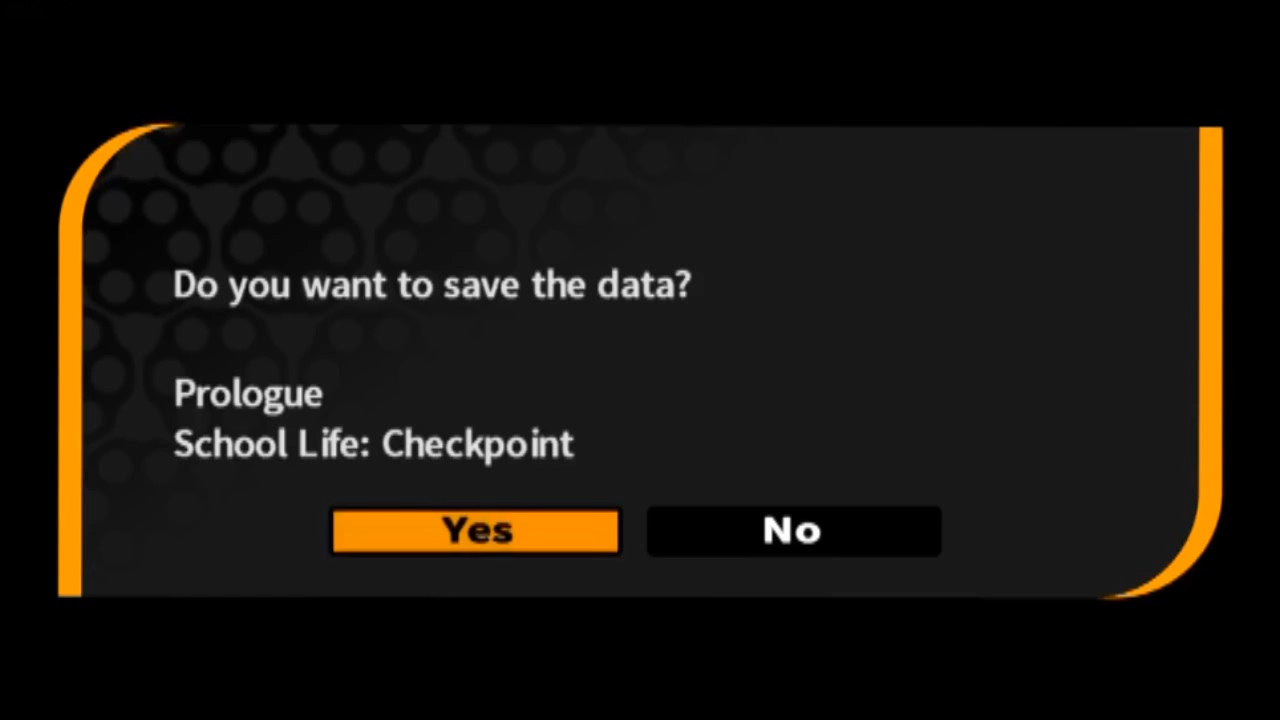 Do you want to save the data?
Prologue
School Life: Checkpoint
Yes
No